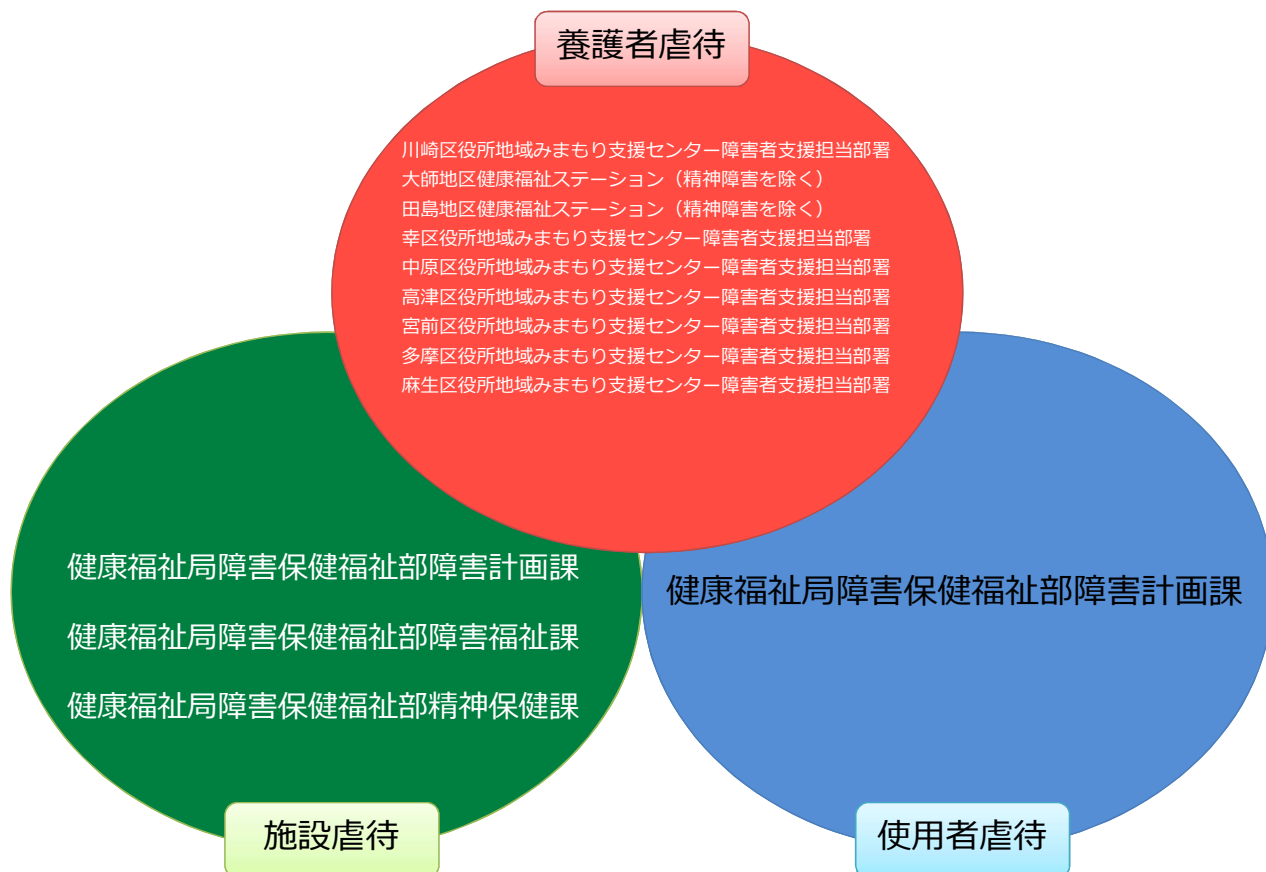 養護者虐待
川崎区役所地域みまもり支援センター障害者支援担当部署
大師地区健康福祉ステーション（精神障害を除く）
田島地区健康福祉ステーション（精神障害を除く）
幸区役所地域みまもり支援センター障害者支援担当部署
中原区役所地域みまもり支援センター障害者支援担当部署
高津区役所地域みまもり支援センター障害者支援担当部署
宮前区役所地域みまもり支援センター障害者支援担当部署
多摩区役所地域みまもり支援センター障害者支援担当部署
麻生区役所地域みまもり支援センター障害者支援担当部署
健康福祉局障害保健福祉部障害計画課
健康福祉局障害保健福祉部障害福祉課
健康福祉局障害保健福祉部精神保健課
施設虐待
健康福祉局障害保健福祉部障害計画課
使用者虐待